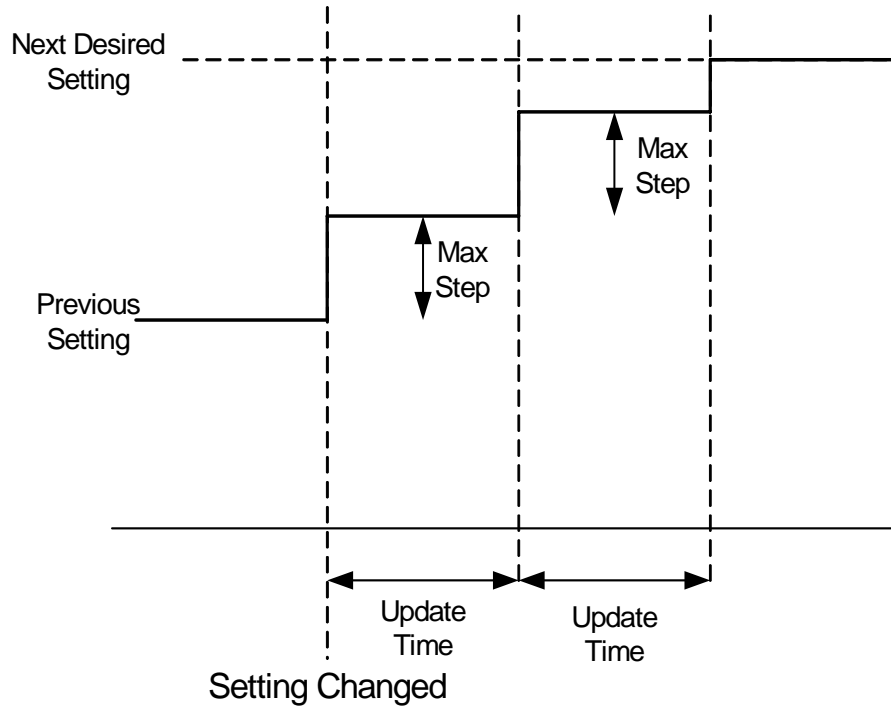 Next Desired
Setting
Max
Step
Max
Step
Previous
Setting
Update
Time
Update
Time
Setting Changed